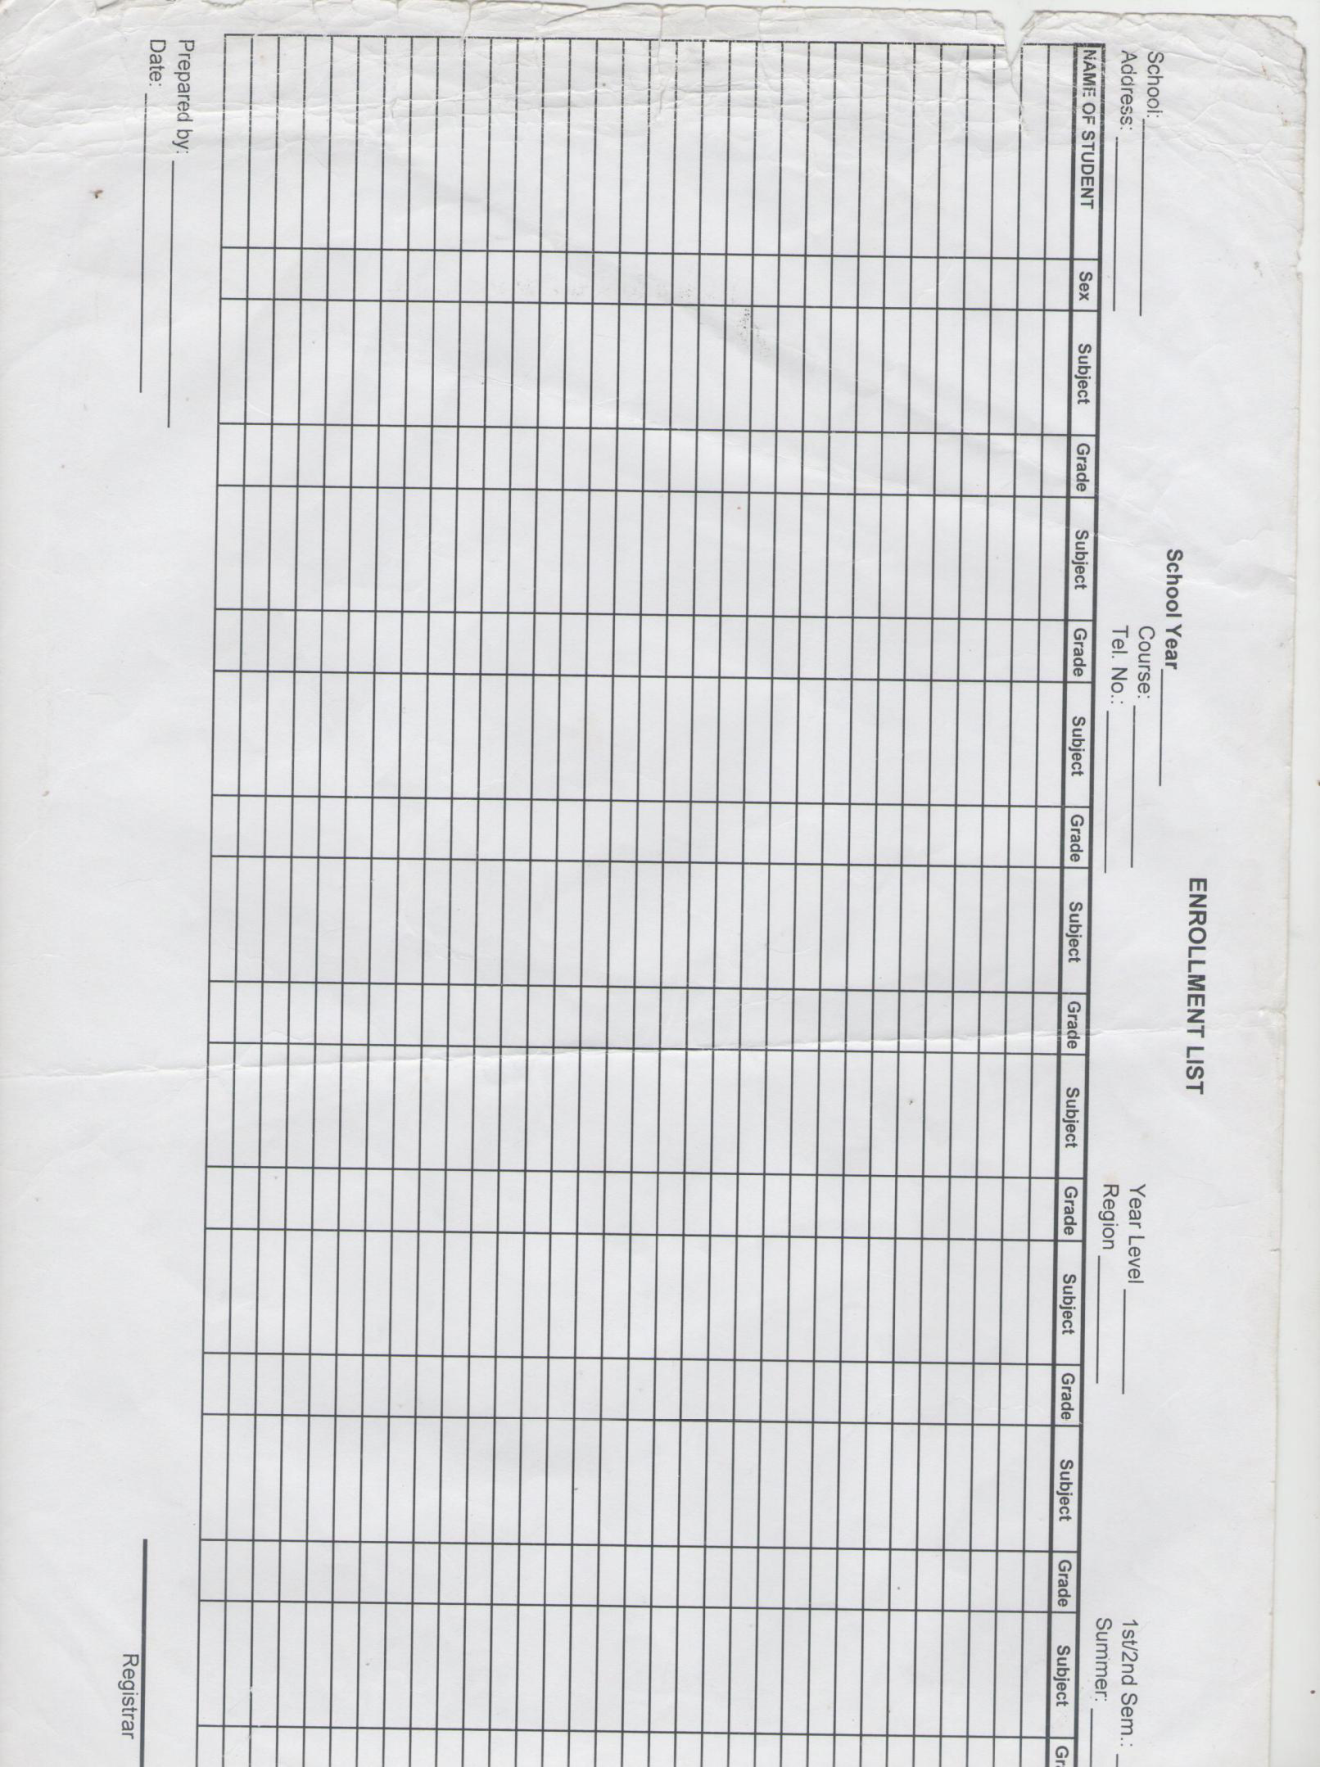 ENROLLMENT LIST
School Year
School: Course: Year Level 1st/2nd Sem.:
Address: Tel. No.: Region Summer:
NAME OF STUDENT Sex Subject Grade Subject Grade Subject Grade Subject Grade Subject Grade Subject Grade Subject Grade Subject
Prepared by:
Date:
Registrar